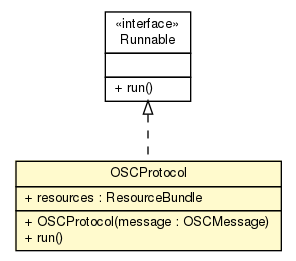 «interface»
Runnable
+ run()
OSCProtocol
+ resources : ResourceBundle
+ OSCProtocol(message : OSCMessage)
+ run()